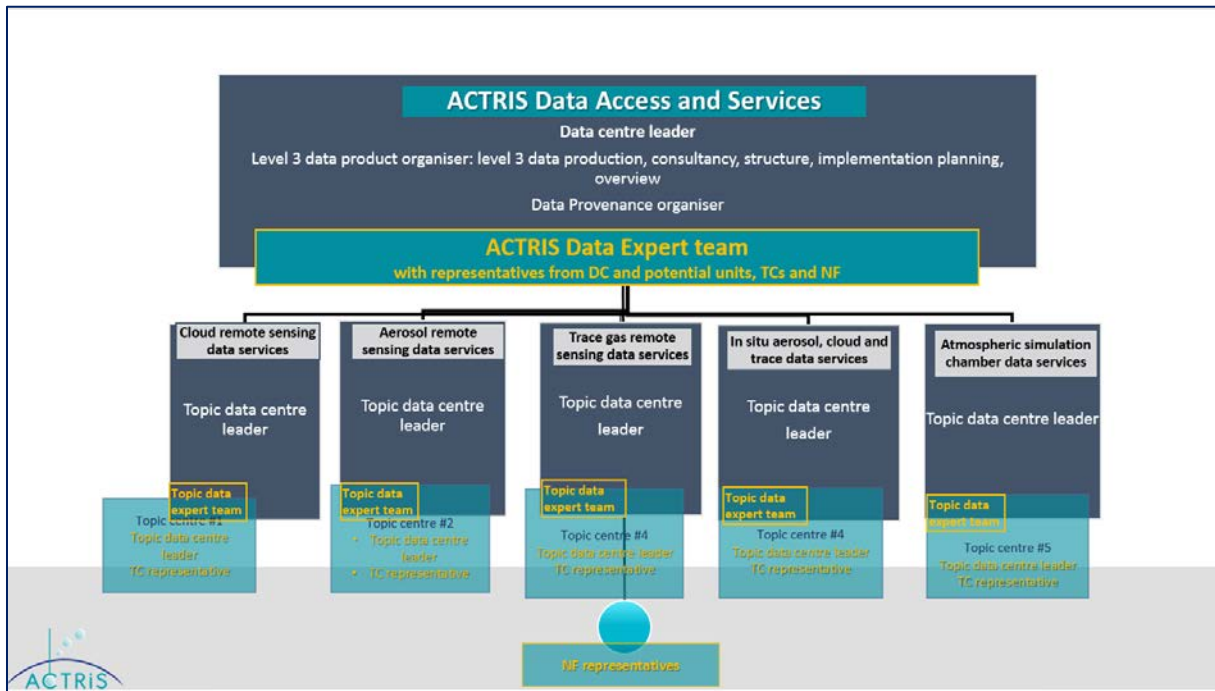 ACTRIS Data Access and Services
Data centre leader
Level 3 data product organiser: level 3 data production, consultancy, structure, implementation planning,
overview
Data Provenance organiser
ACTRIS Data Expert team
with representatives from DC and potential units, TCs and NF
Cloud remote sensing
data services
Topic data centre
leader
Topic data
expert team
Topic centre #1
Topic data centre
leader
TC representative
Aerosol remote
sensing data services
Topic data centre
leader
Topic data
expert team
Topic centre #2
• Topic data centre
leader
• TC representative
Trace gas remote
sensing data services
Topic data centre
leader
Topic data
expert team
Topic centre #4
Topic data centre leader
TC representative
In situ aerosol, cloud and
trace data services
Topic data centre
leader
Topic data
expert team
Topic centre #4
Topic data centre leader
TC representative
Atmospheric simulation
chamber data services
Topic data centre leader
Topic data
expert team
Topic centre #5
Topic data centre leader
TC representative
NF representatives
ACTRiS